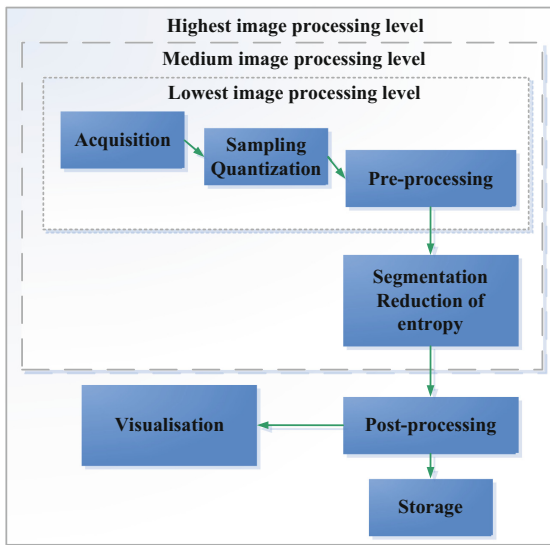 Highest image processing level
Medium image processing level
Lowest image processing level
Acquisition
Sampling
Quantization
Pre-processing
Segmentation
Reduction of
entropy
Visualisation
Post-processing
Storage